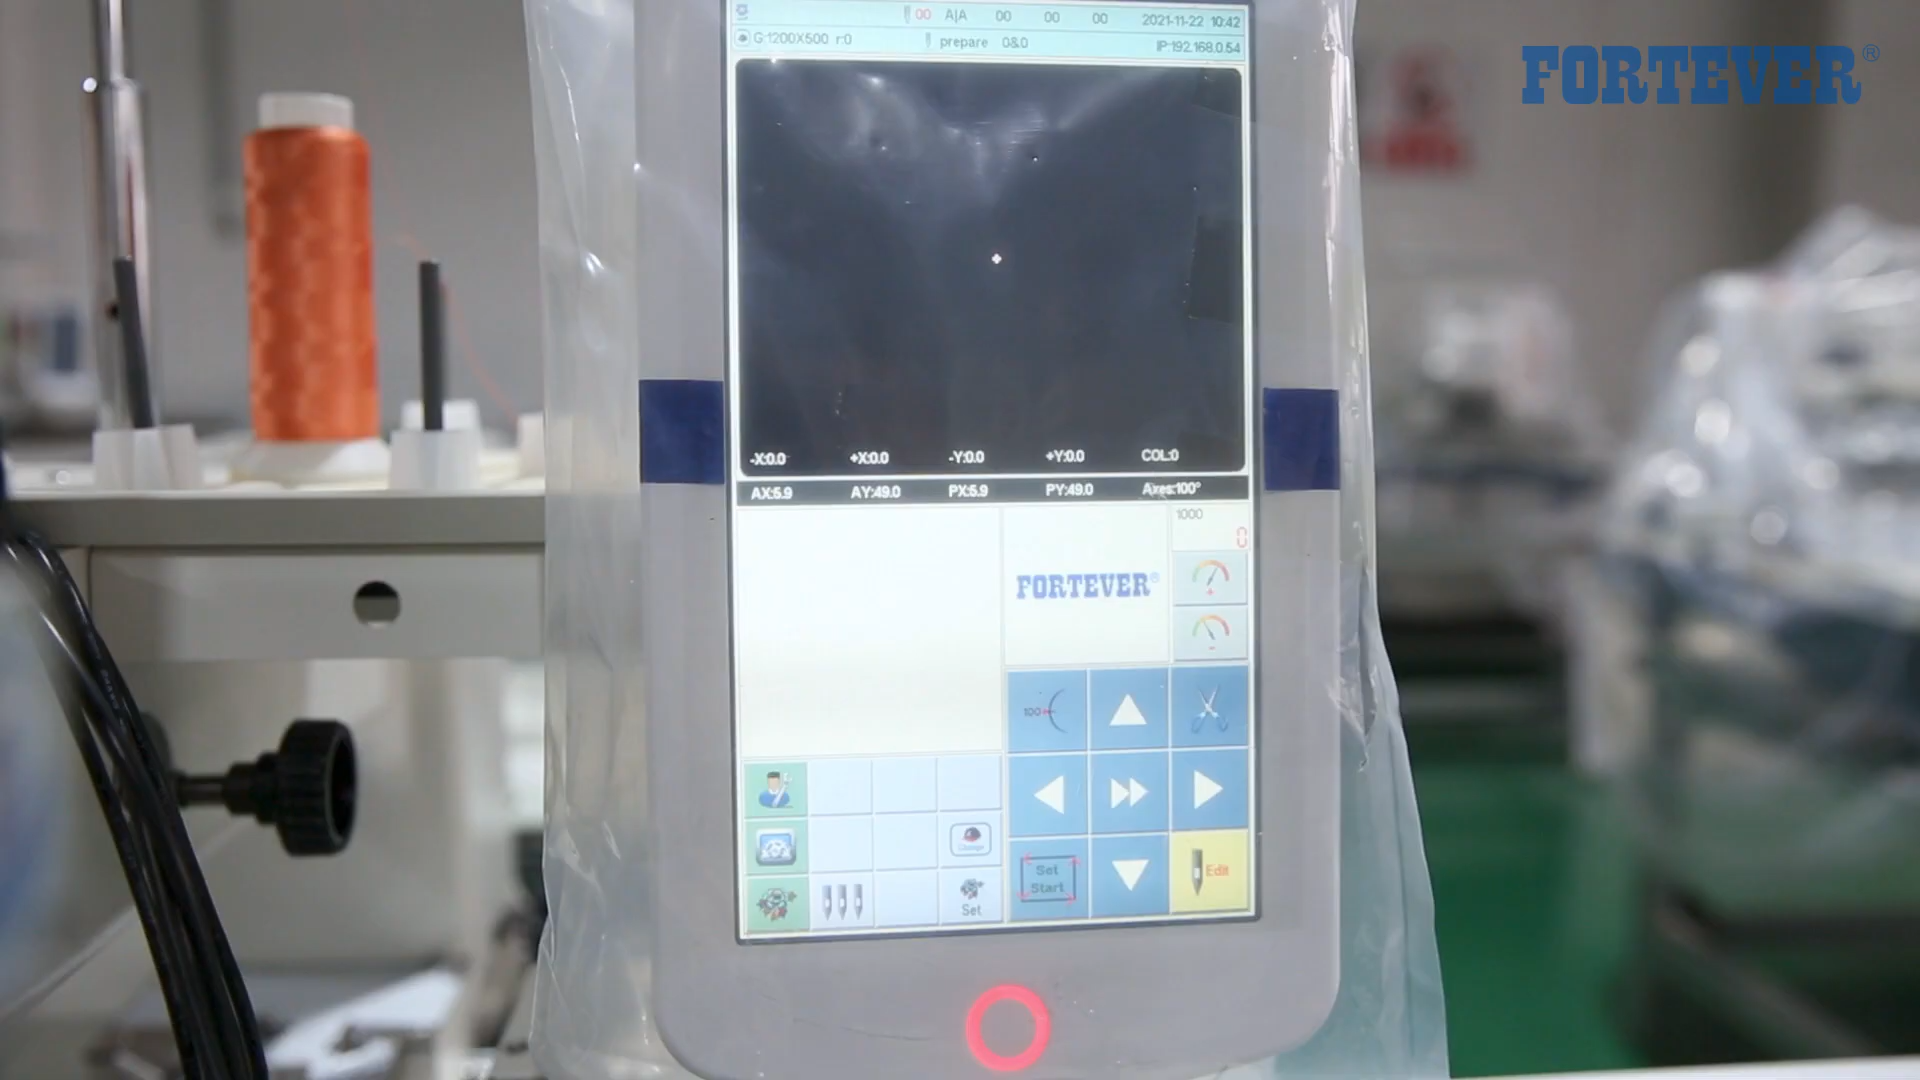 00 A|A 00 00 00 2021-11-22 10:42
G:1200X500 r:0 prepare 0&0 IP:192.168.0.54
FORTEVER®
-X:0.0 +X:0.0 -Y:0.0 +Y:0.0 COL:0
AX:5.9 AY:49.0 PX:5.9 PY:49.0 Axes:100°
1000
0
FORTEVER®
100
Change
Set
Start
Edit
Set